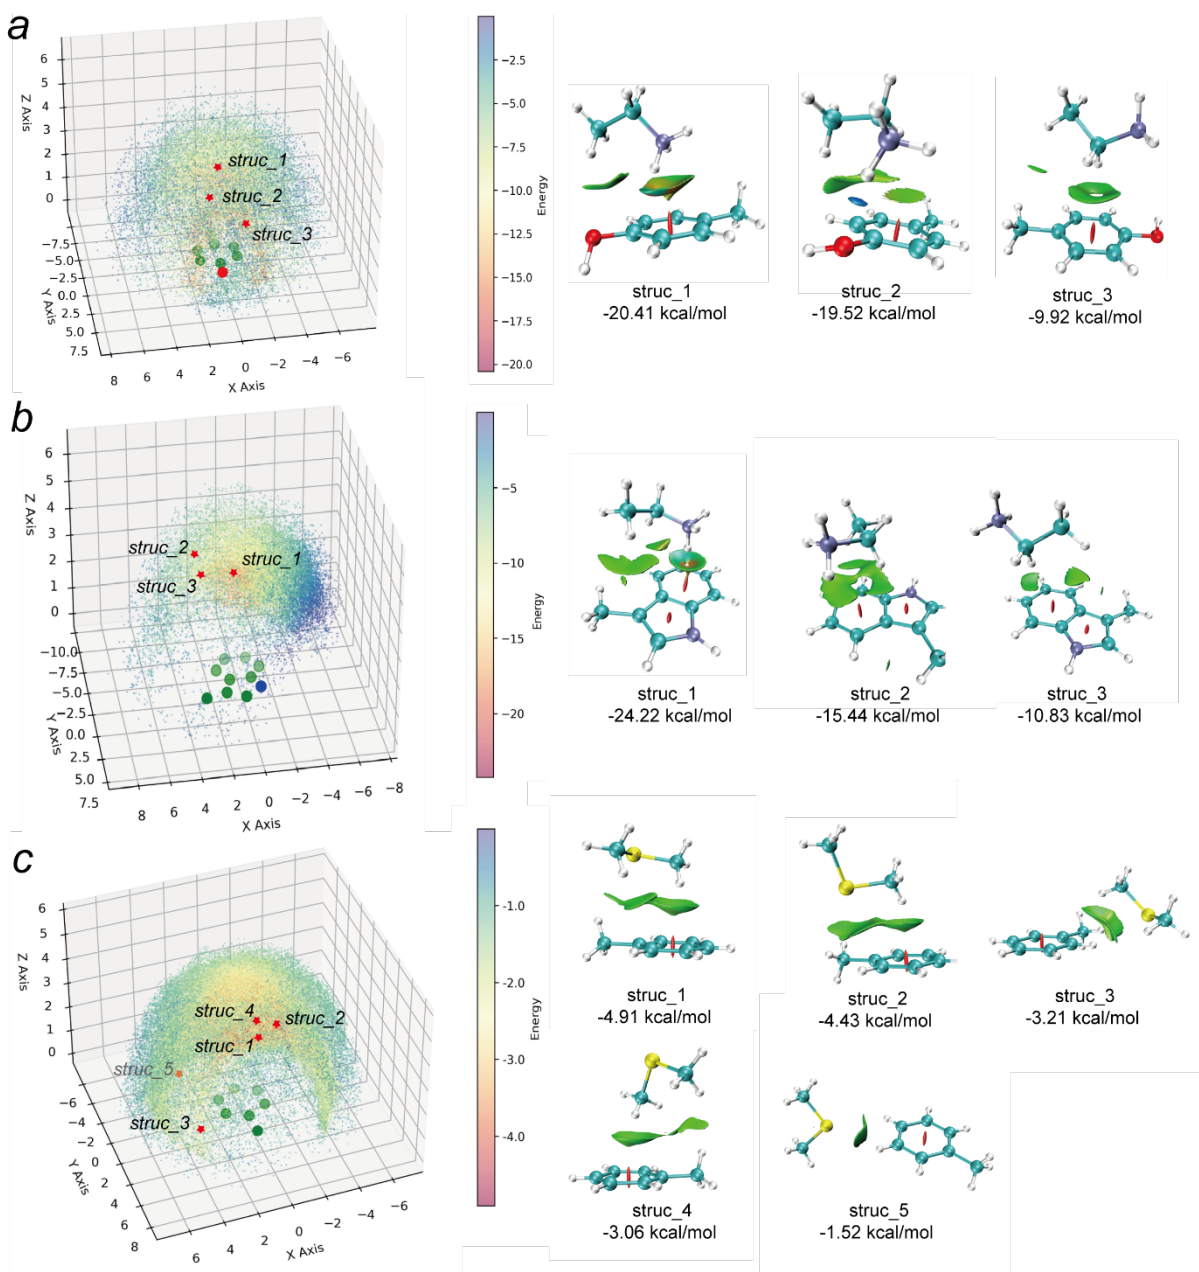 a
6
5
4
3
2
1
0
Z Axis
−7.5
−5.0
−2.5
0.0
2.5
5.0
7.5
Y Axis
8
6
4
2
0
−2
−4
−6
X Axis
struc_1
struc_2
struc_3
−2.5
−5.0
−7.5
−10.0
−12.5
−15.0
−17.5
−20.0
Energy
struc_1
-20.41 kcal/mol
struc_2
-19.52 kcal/mol
struc_3
-9.92 kcal/mol
b
6
5
4
3
2
1
0
Z Axis
−10.0
−7.5
−5.0
−2.5
0.0
2.5
5.0
7.5
Y Axis
8
6
4
2
0
−2
−4
−6
−8
X Axis
struc_2
struc_1
struc_3
−5
−10
−15
−20
Energy
struc_1
-24.22 kcal/mol
struc_2
-15.44 kcal/mol
struc_3
-10.83 kcal/mol
c
6
5
4
3
2
1
0
Z Axis
−6
−4
−2
0
2
4
6
8
Y Axis
6
4
2
0
−2
−4
−6
X Axis
struc_4
struc_2
struc_1
struc_5
struc_3
−1.0
−2.0
−3.0
−4.0
Energy
struc_1
-4.91 kcal/mol
struc_2
-4.43 kcal/mol
struc_3
-3.21 kcal/mol
struc_4
-3.06 kcal/mol
struc_5
-1.52 kcal/mol